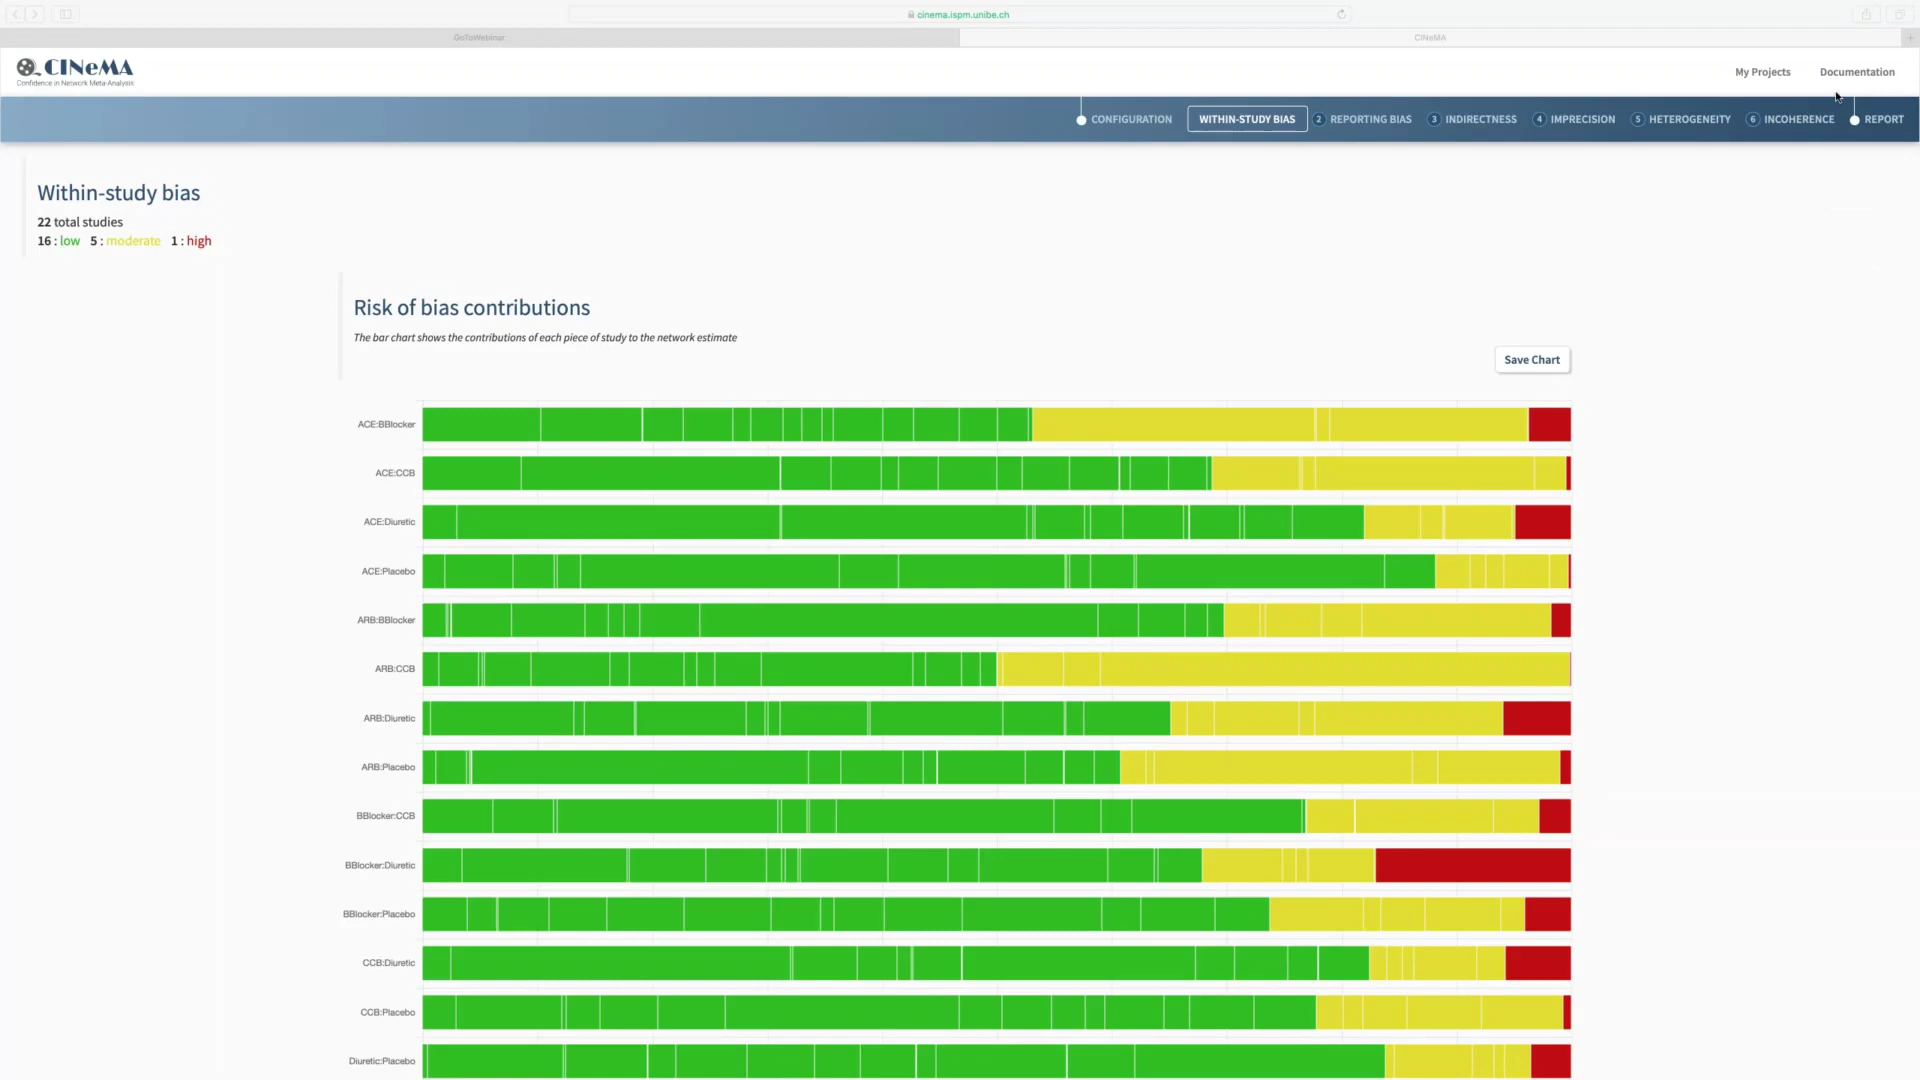 cinema.ispm.unibe.ch
GoToWebinar
CINeMA
CINeMA
Confidence in Network Meta-Analysis
My Projects
Documentation
CONFIGURATION
WITHIN-STUDY BIAS
2 REPORTING BIAS
3 INDIRECTNESS
4 IMPRECISION
5 HETEROGENEITY
6 INCOHERENCE
REPORT
Within-study bias
22 total studies
16 : low 5 : moderate 1 : high
Risk of bias contributions
The bar chart shows the contributions of each piece of study to the network estimate
Save Chart
ACE:BBlocker
ACE:CCB
ACE:Diuretic
ACE:Placebo
ARB:BBlocker
ARB:CCB
ARB:Diuretic
ARB:Placebo
BBlocker:CCB
BBlocker:Diuretic
BBlocker:Placebo
CCB:Diuretic
CCB:Placebo
Diuretic:Placebo